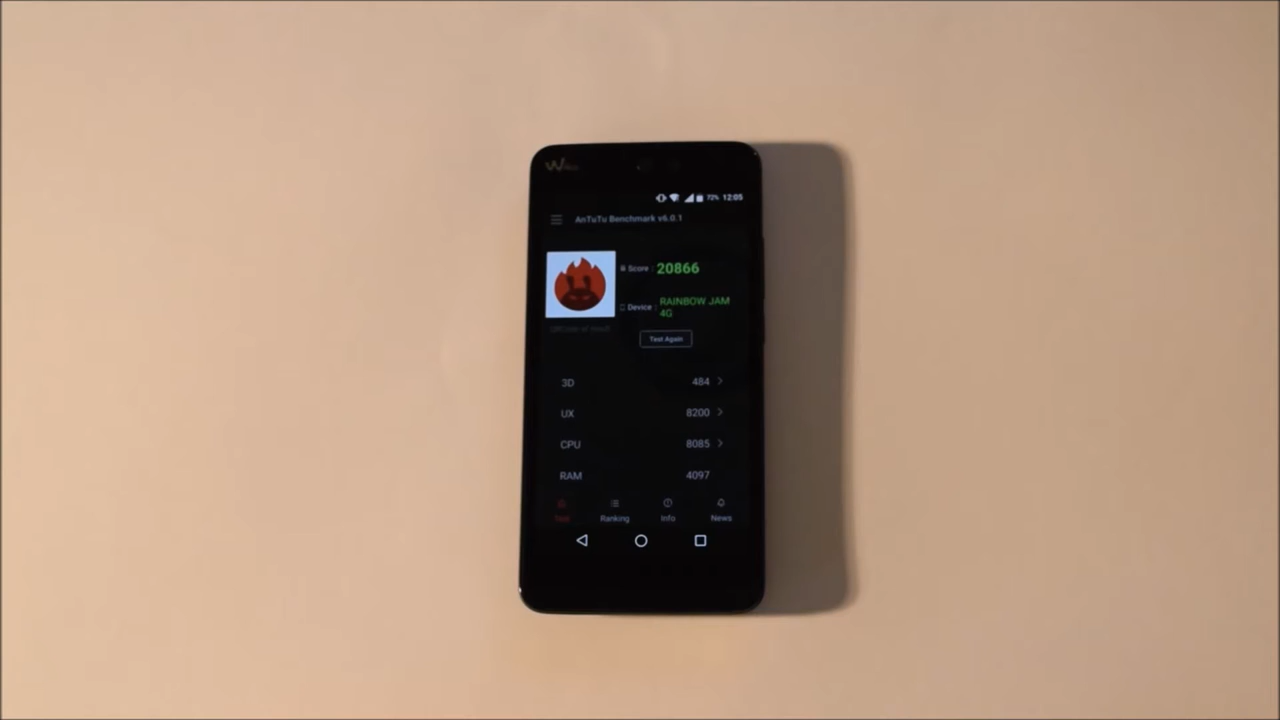 72% 12:05
AnTuTu Benchmark v6.0.1
Score : 20866
Device : RAINBOW JAM
4G
Test Again
3D 484
UX 8200
CPU 8085
RAM 4097
Test Ranking Info News